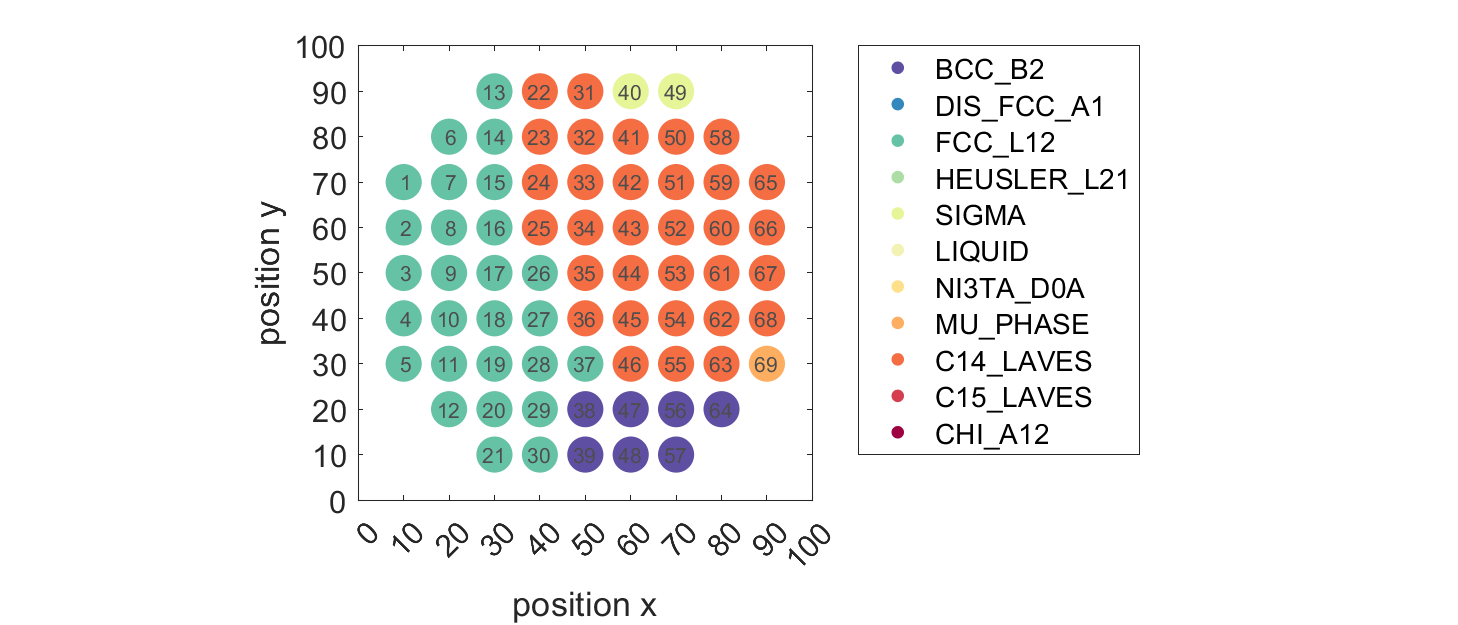 100
90
80
70
60
50
40
30
20
10
0
13 22 31 40 49
6 14 23 32 41 50 58
1 7 15 24 33 42 51 59 65
2 8 16 25 34 43 52 60 66
3 9 17 26 35 44 53 61 67
4 10 18 27 36 45 54 62 68
5 11 19 28 37 46 55 63 69
12 20 29 38 47 56 64
21 30 39 48 57
0 10 20 30 40 50 60 70 80 90 100
position x
position y
BCC_B2
DIS_FCC_A1
FCC_L12
HEUSLER_L21
SIGMA
LIQUID
NI3TA_D0A
MU_PHASE
C14_LAVES
C15_LAVES
CHI_A12